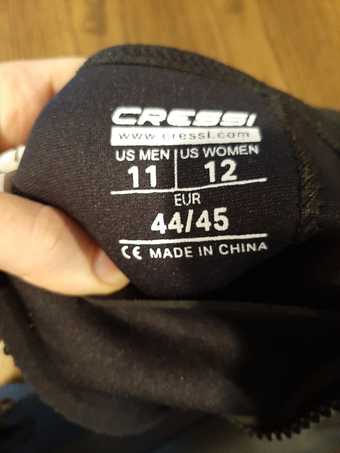 CRESSI
www.cressi.com
US MEN US WOMEN
11 12
EUR
44/45
CE MADE IN CHINA